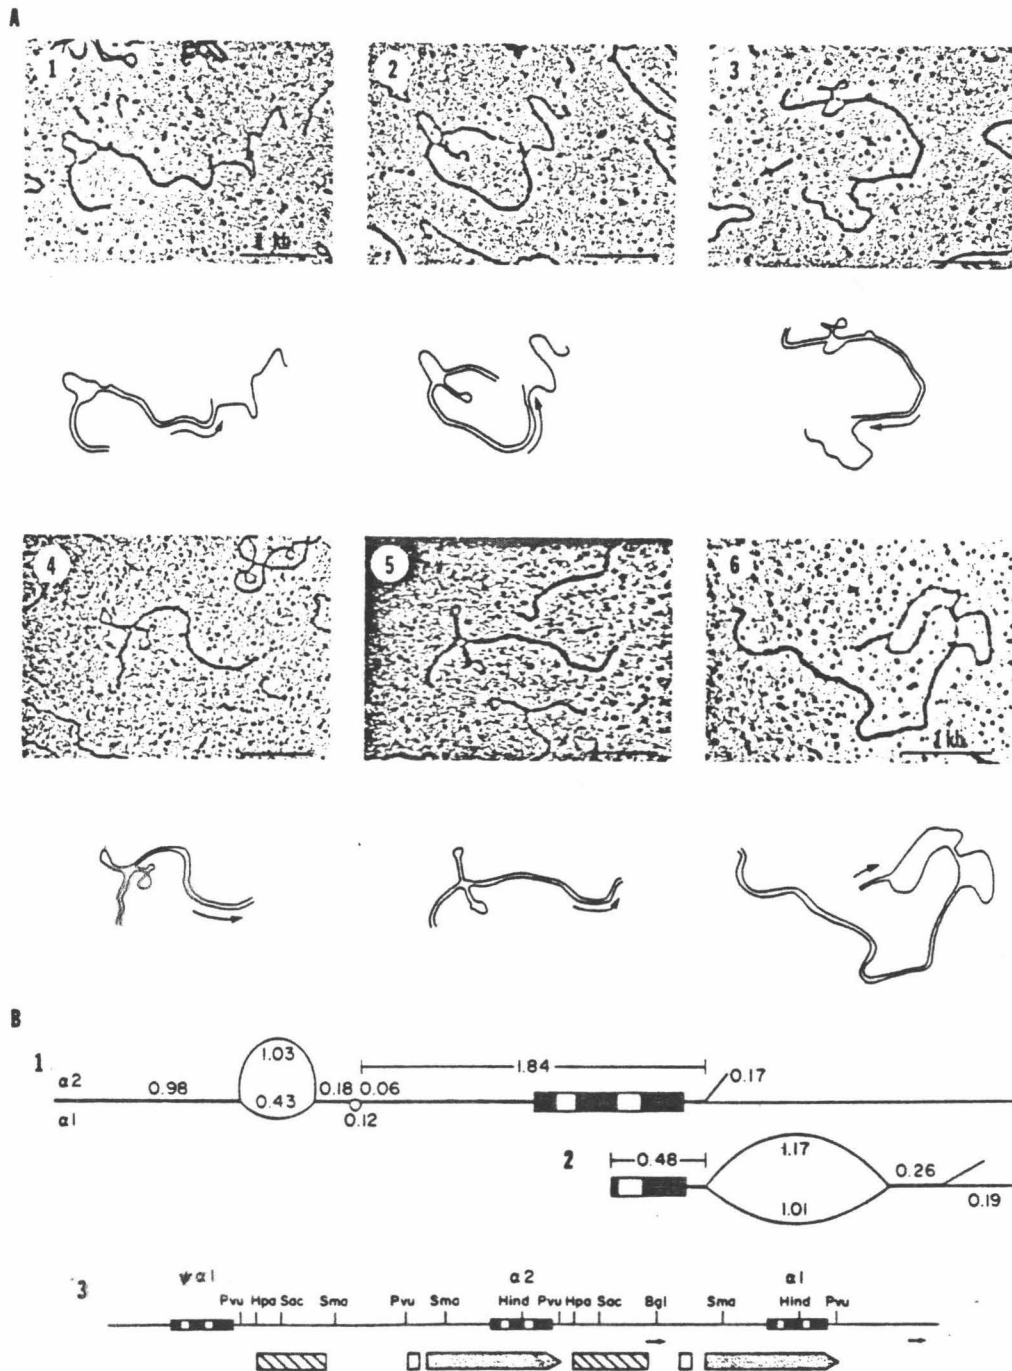 A
1 2 3
1 kb
4 5 6
1 kb
B
1
1.03
1.84
α2 0.98 0.43 0.18 0.06 0.17
α1 0.12
2 0.48 1.17 0.26
1.01 0.19
3 ψα1 α2 α1
Pvu Hpa Sac Sma Pvu Sma Hind Pvu Hpa Sac Bgl Sma Hind Pvu